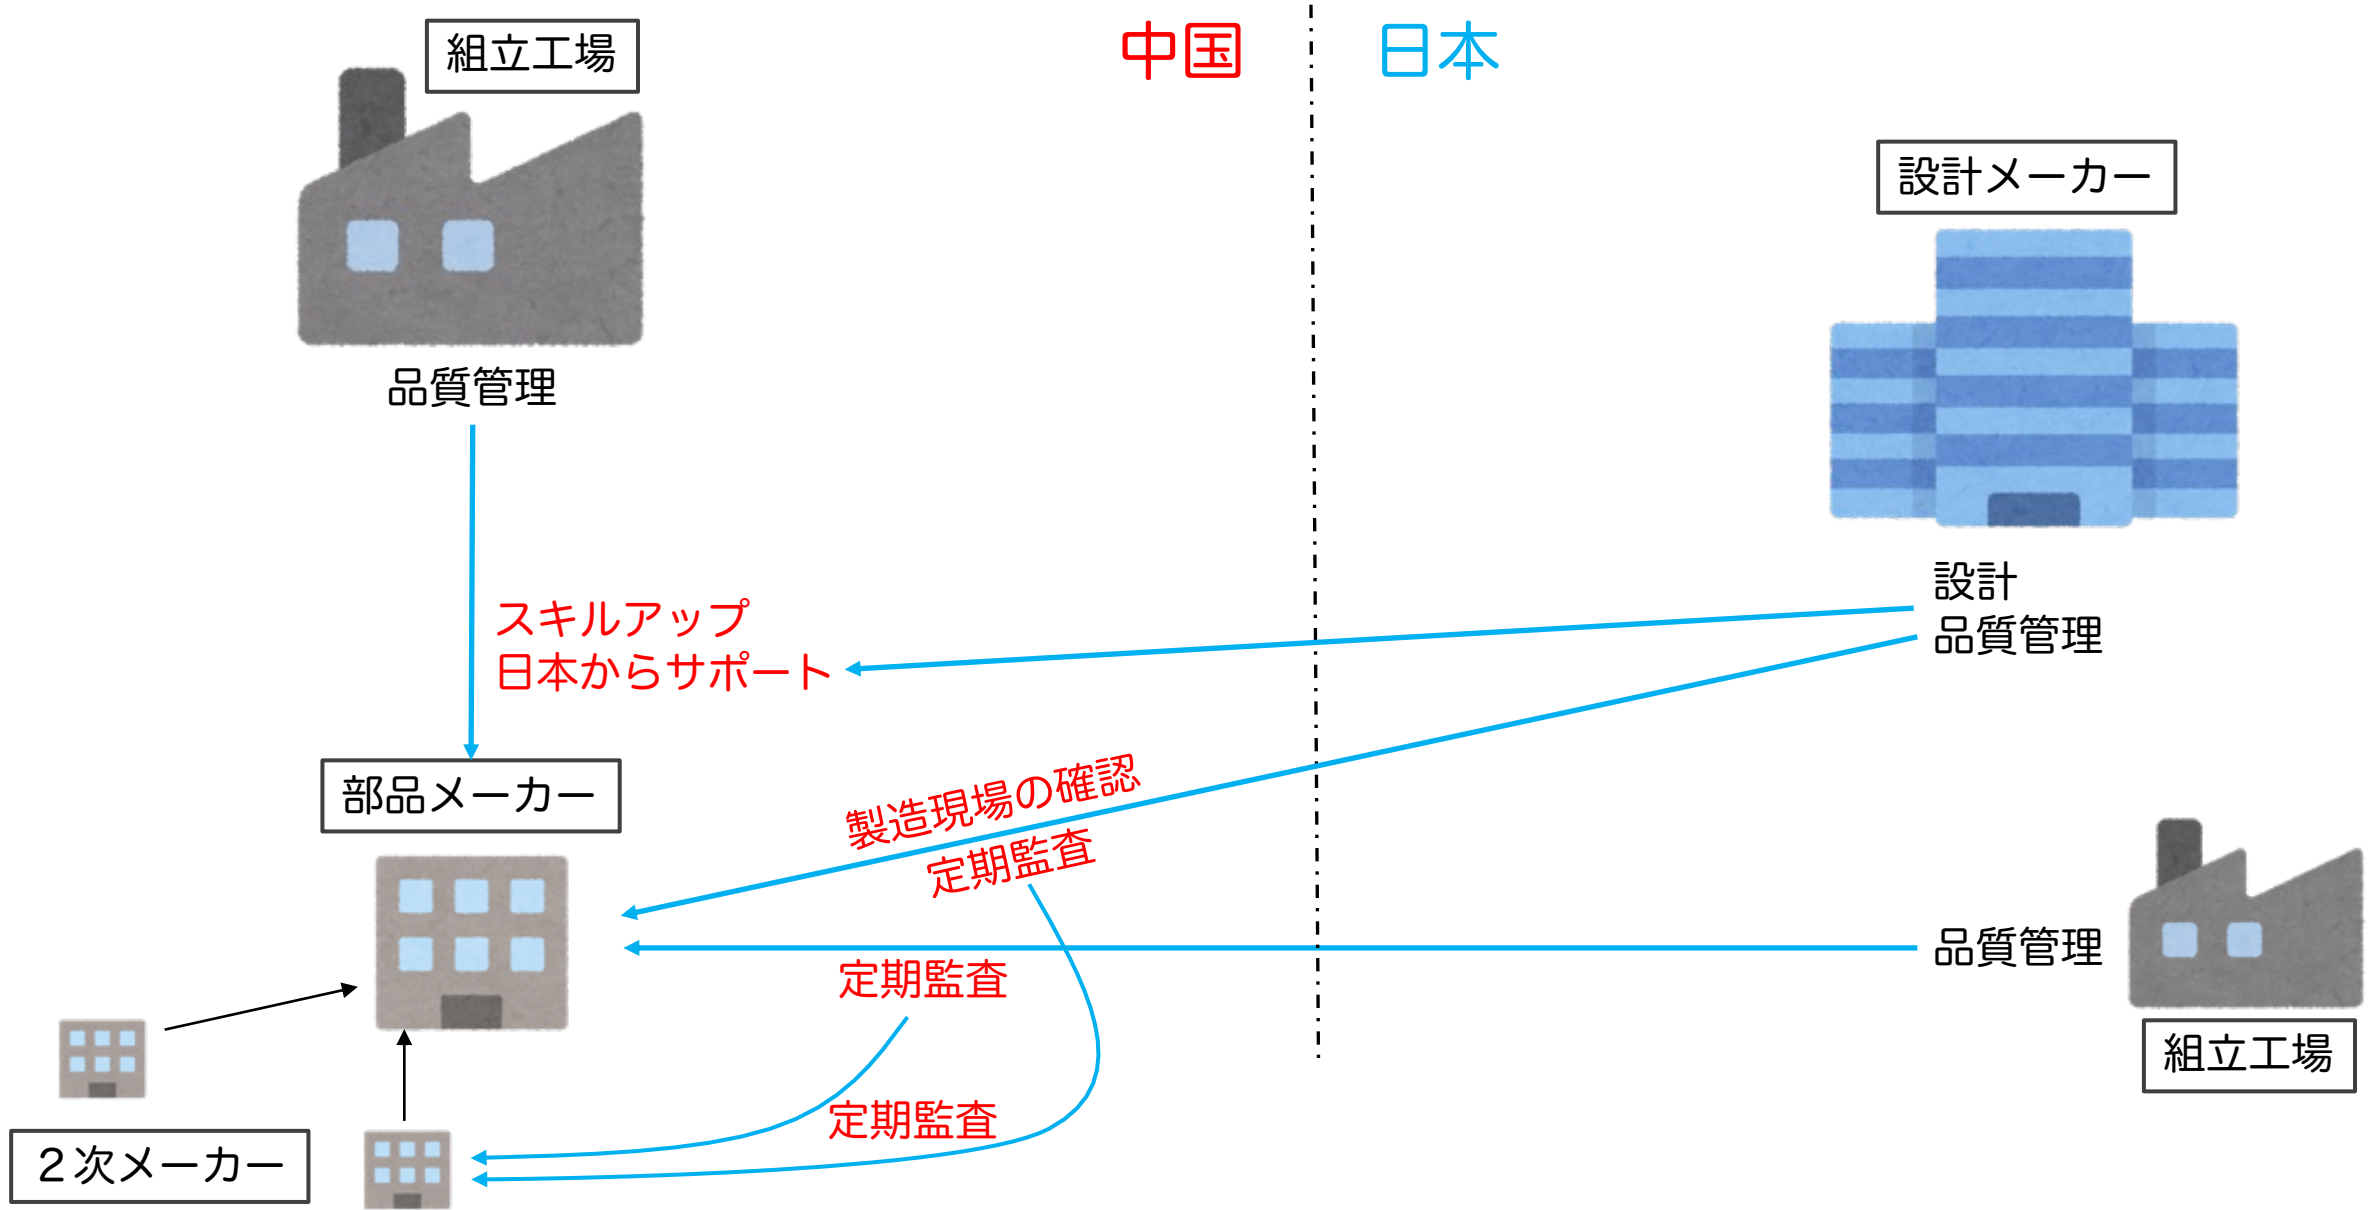 組立工場
中国
日本
設計メーカー
品質管理
設計
品質管理
スキルアップ
日本からサポート
部品メーカー
製造現場の確認
定期監査
品質管理
定期監査
組立工場
定期監査
２次メーカー